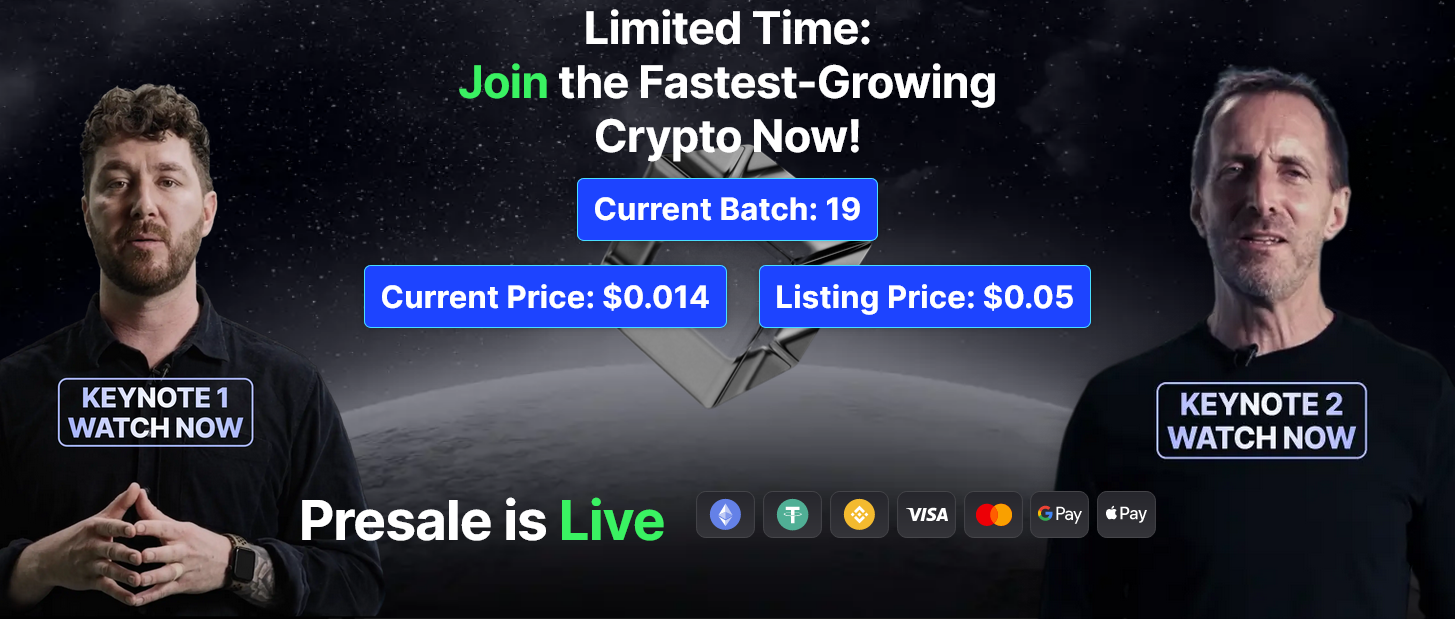 Limited Time:
Join the Fastest-Growing
Crypto Now!
Current Batch: 19
Current Price: $0.014
Listing Price: $0.05
KEYNOTE 1
WATCH NOW
KEYNOTE 2
WATCH NOW
Presale is Live
VISA
G Pay
Pay